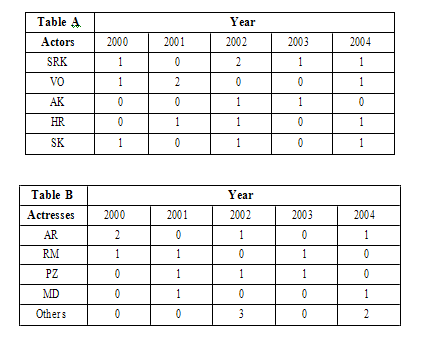 Table A Year
Actors 2000 2001 2002 2003 2004
SRK 1 0 2 1 1
VO 1 2 0 0 1
AK 0 0 1 1 0
HR 0 1 1 0 1
SK 1 0 1 0 1
Table B Year
Actresses 2000 2001 2002 2003 2004
AR 2 0 1 0 1
RM 1 1 0 1 0
PZ 0 1 1 1 0
MD 0 1 0 0 1
Others 0 0 3 0 2